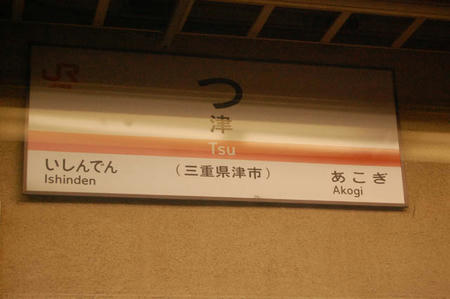 JR
つ
津
Tsu
いしんでん
Ishinden
(三重県津市)
あこぎ
Akogi